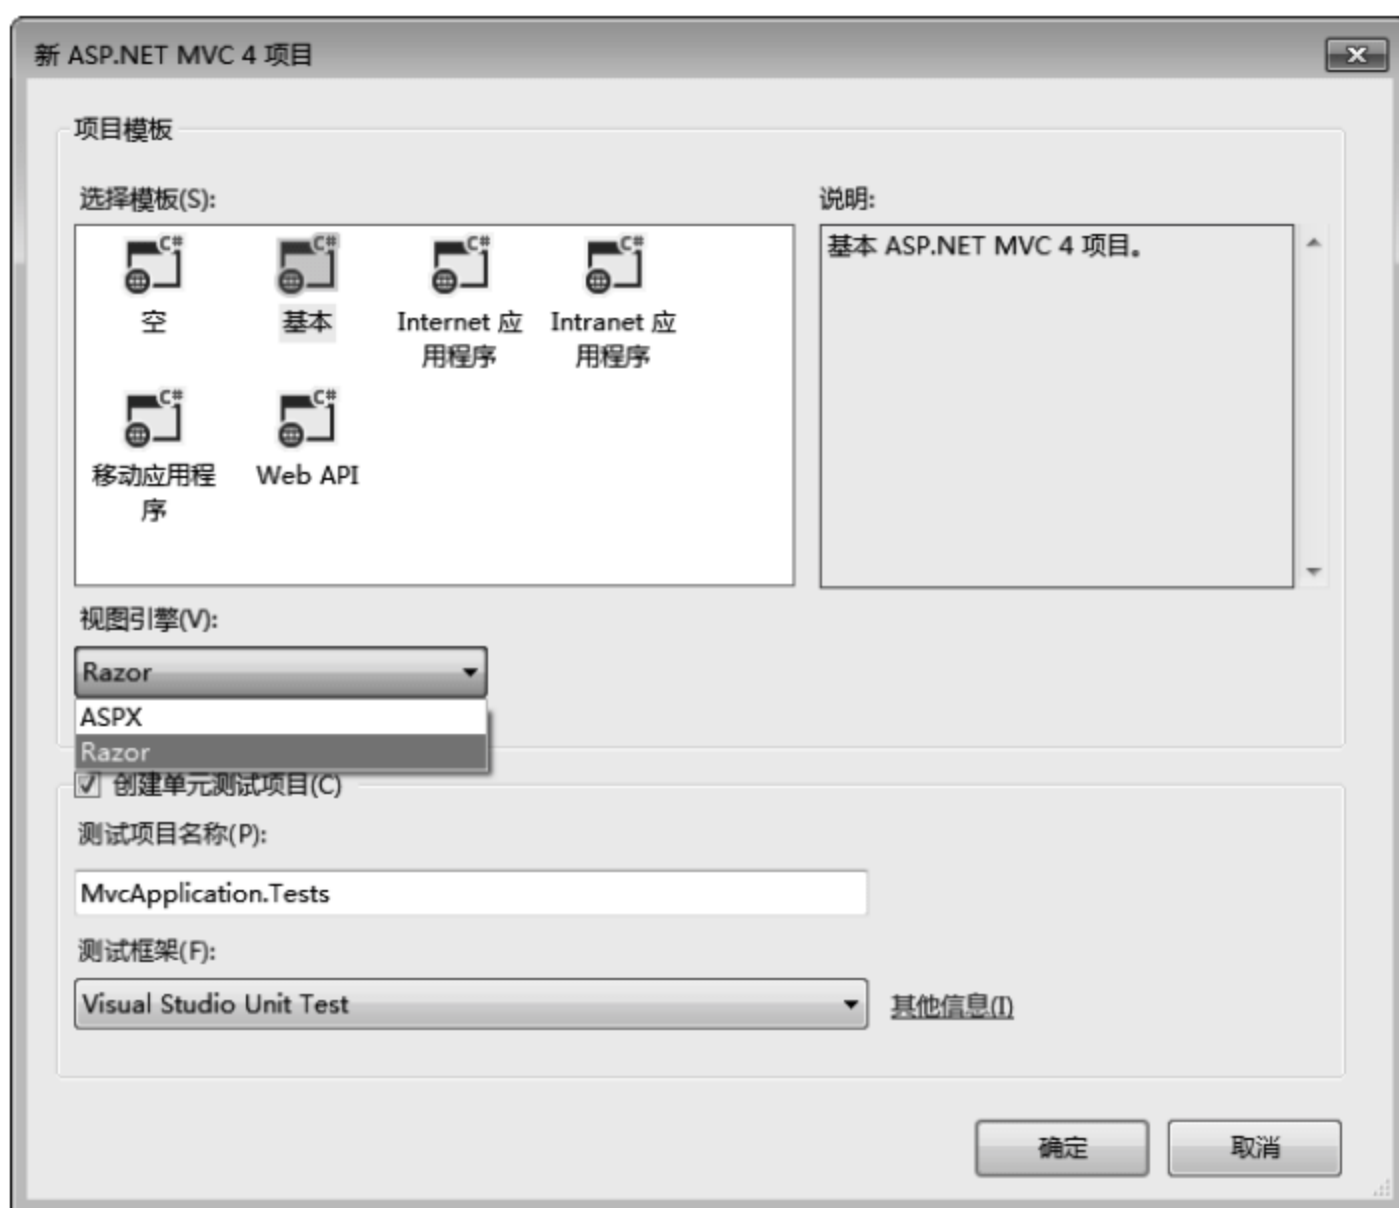 新 ASP.NET MVC 4 项目
项目模板
选择模板(S):
说明:
C#
C#
C#
C#
基本 ASP.NET MVC 4 项目。
空
基本
Internet 应
用程序
Intranet 应
用程序
C#
C#
移动应用程
序
Web API
视图引擎(V):
Razor
ASPX
Razor
创建单元测试项目(C)
测试项目名称(P):
MvcApplication.Tests
测试框架(F):
Visual Studio Unit Test
其他信息(I)
确定
取消